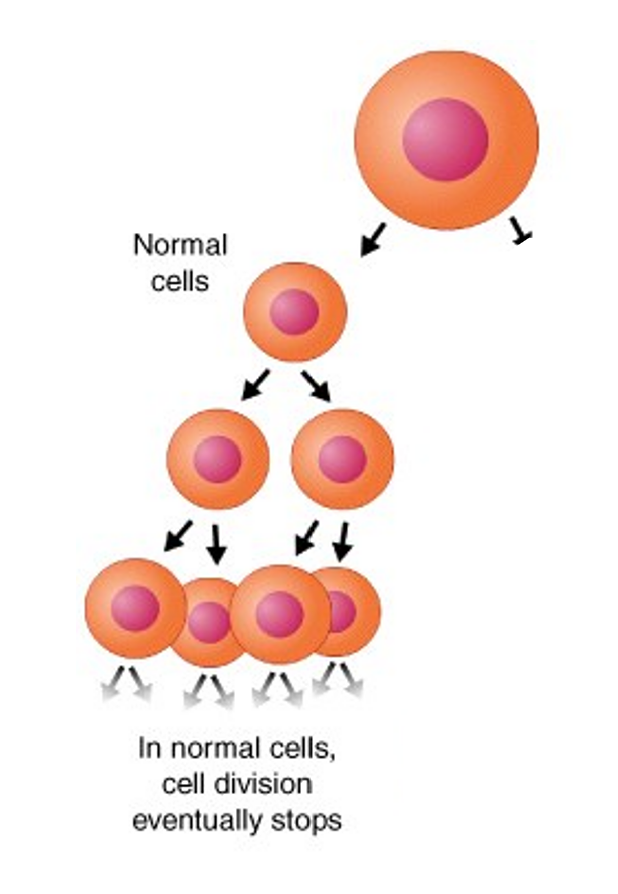 Normal
cells
In normal cells,
cell division
eventually stops